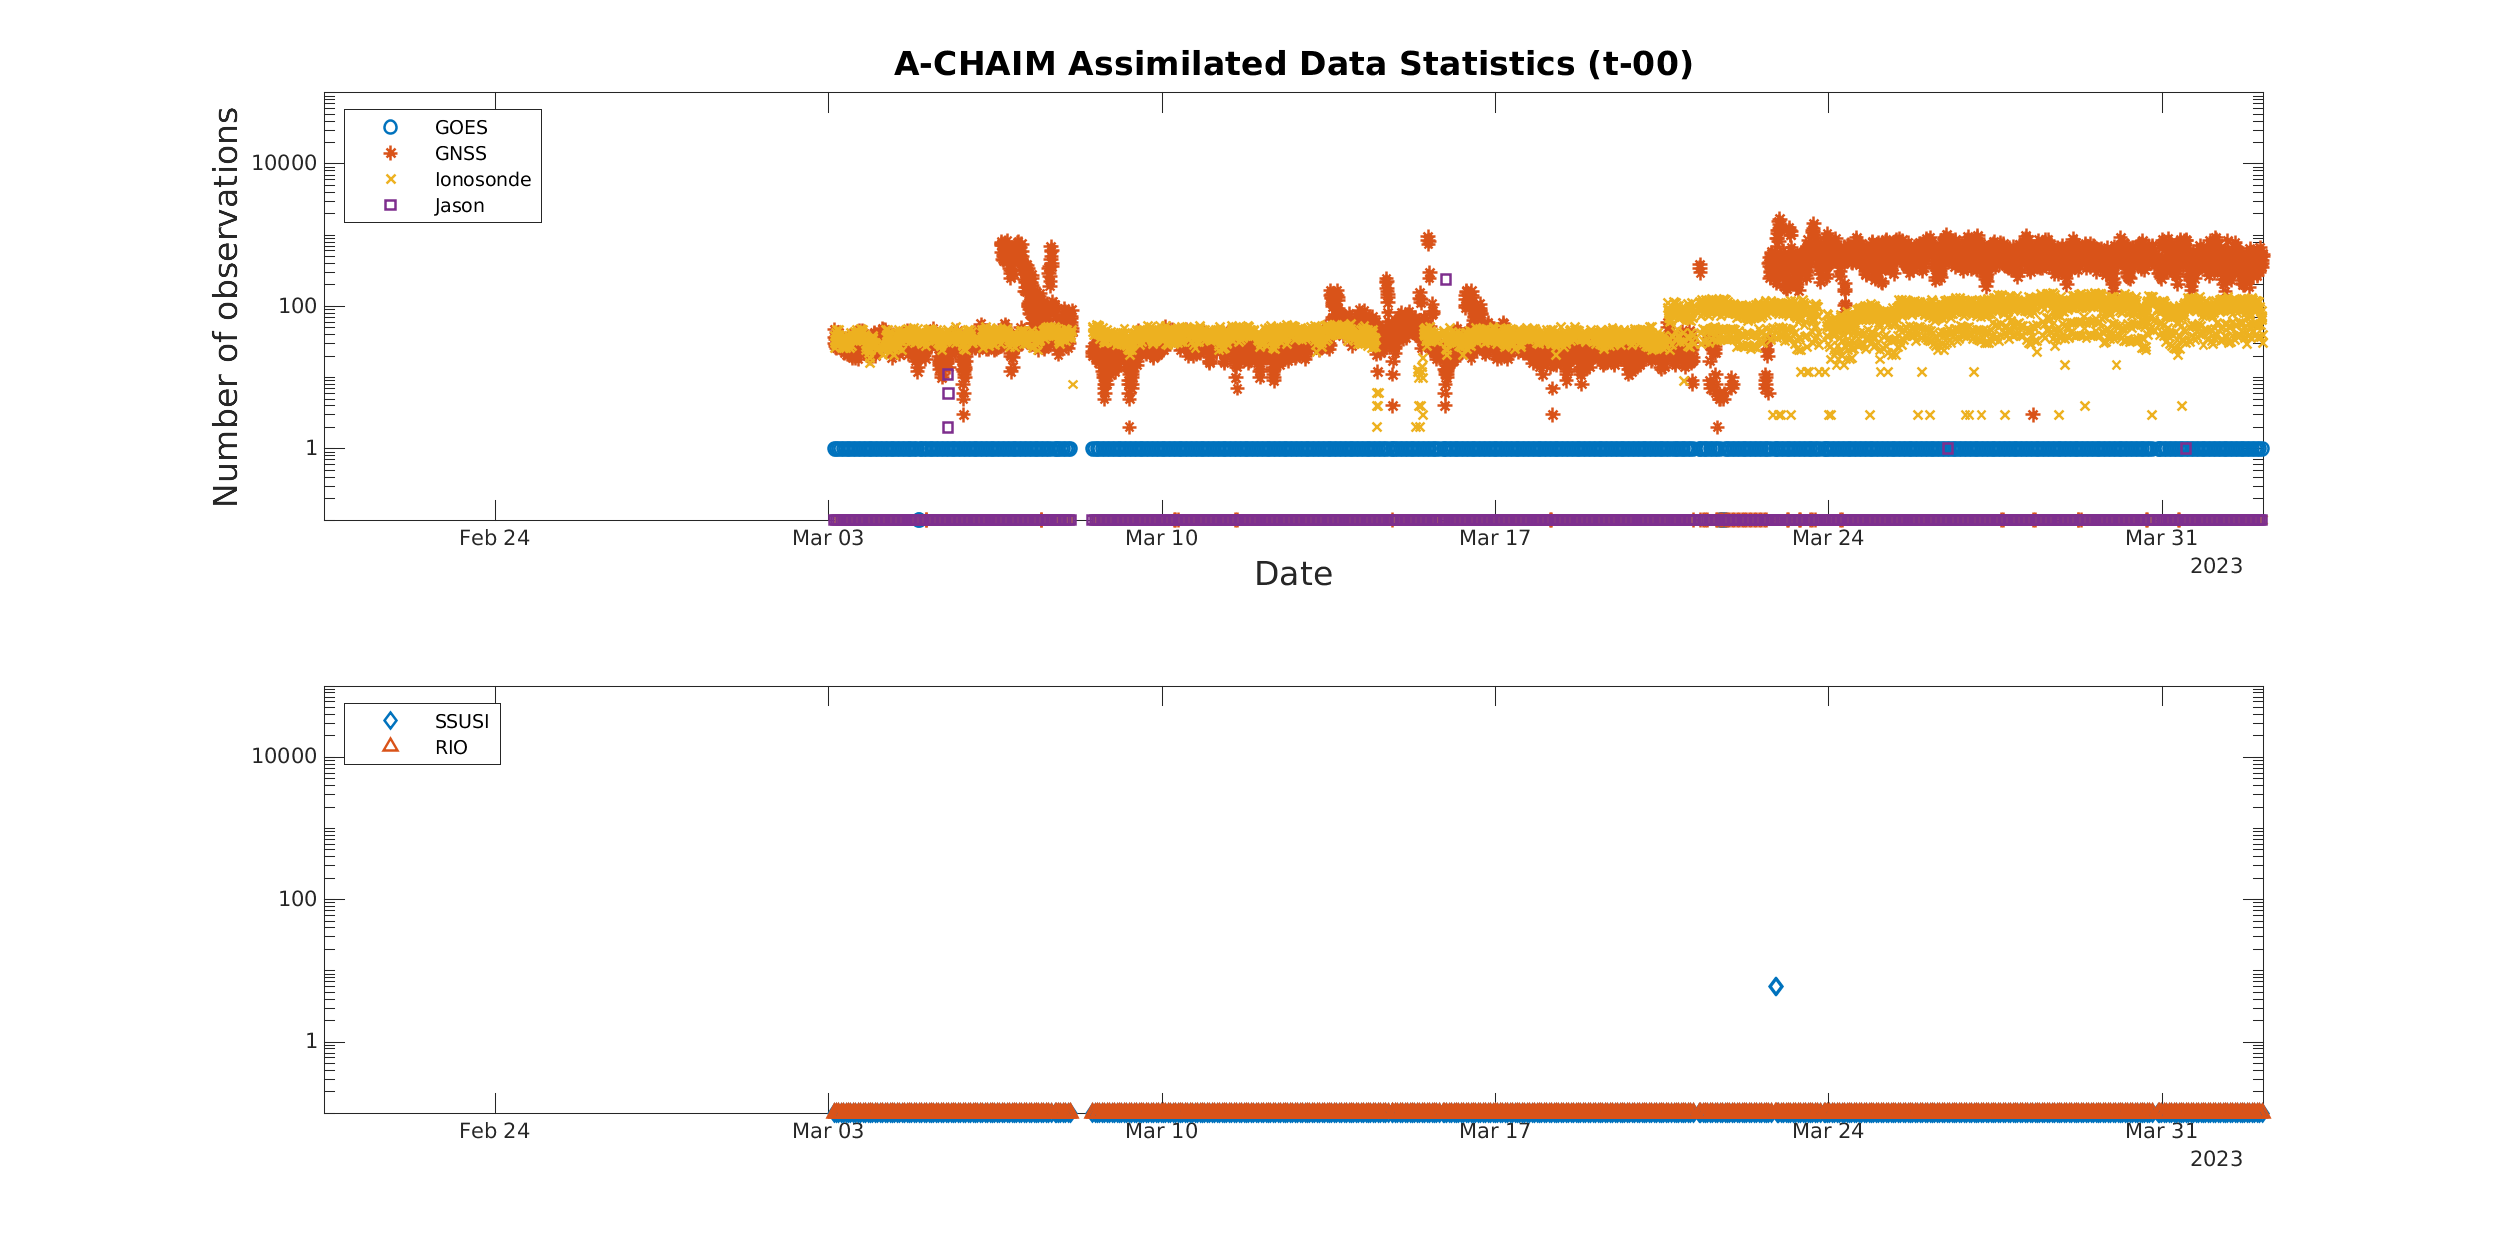 A-CHAIM Assimilated Data Statistics (t-00)
Number of observations
GOES
GNSS
Ionosonde
Jason
10000
100
1
Feb 24
Mar 03
Mar 10
Mar 17
Mar 24
Mar 31
2023
Date
SSUSI
RIO
10000
100
1
Feb 24
Mar 03
Mar 10
Mar 17
Mar 24
Mar 31
2023